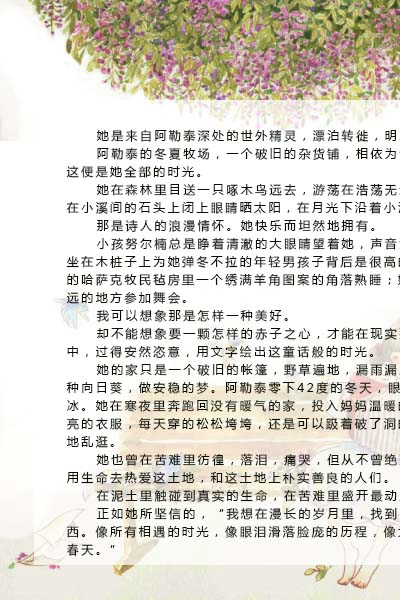 她是来自阿勒泰深处的世外精灵，漂泊转徙，明
阿勒泰的冬夏牧场，一个破旧的杂货铺，相依为
这便是她全部的时光。
她在森林里目送一只啄木鸟远去，游荡在浩荡无
在小溪间的石头上闭上眼睛晒太阳，在月光下沿着小
那是诗人的浪漫情怀。她快乐而坦然地拥有。
小孩努尔楠总是睁着清澈的大眼睛望着她，声音
坐在木桩子上为她弹冬不拉的年轻男孩子背后是很高
的哈萨克牧民毡房里一个绣满羊角图案的角落熟睡；
远的地方参加舞会。
我可以想象那是怎样一种美好。
却不能想象要一颗怎样的赤子之心，才能在现实
中，过得安然恣意，用文字绘出这童话般的时光。
她的家只是一个破旧的帐篷，野草遍地，漏雨漏
种向日葵，做安稳的梦。阿勒泰零下42度的冬天，眼
冰。她在寒夜里奔跑回没有暖气的家，投入妈妈温暖
亮的衣服，每天穿的松松垮垮，还是可以趿着破了洞
地乱逛。
她也曾在苦难里彷徨，落泪，痛哭，但从不曾绝
用生命去热爱这土地，和这土地上朴实善良的人们。
在泥土里触碰到真实的生命，在苦难里盛开最动
正如她所坚信的，“我想在漫长的岁月里，找到
西。像所有相遇的时光，像眼泪滑落脸庞的历程，像
春天。”